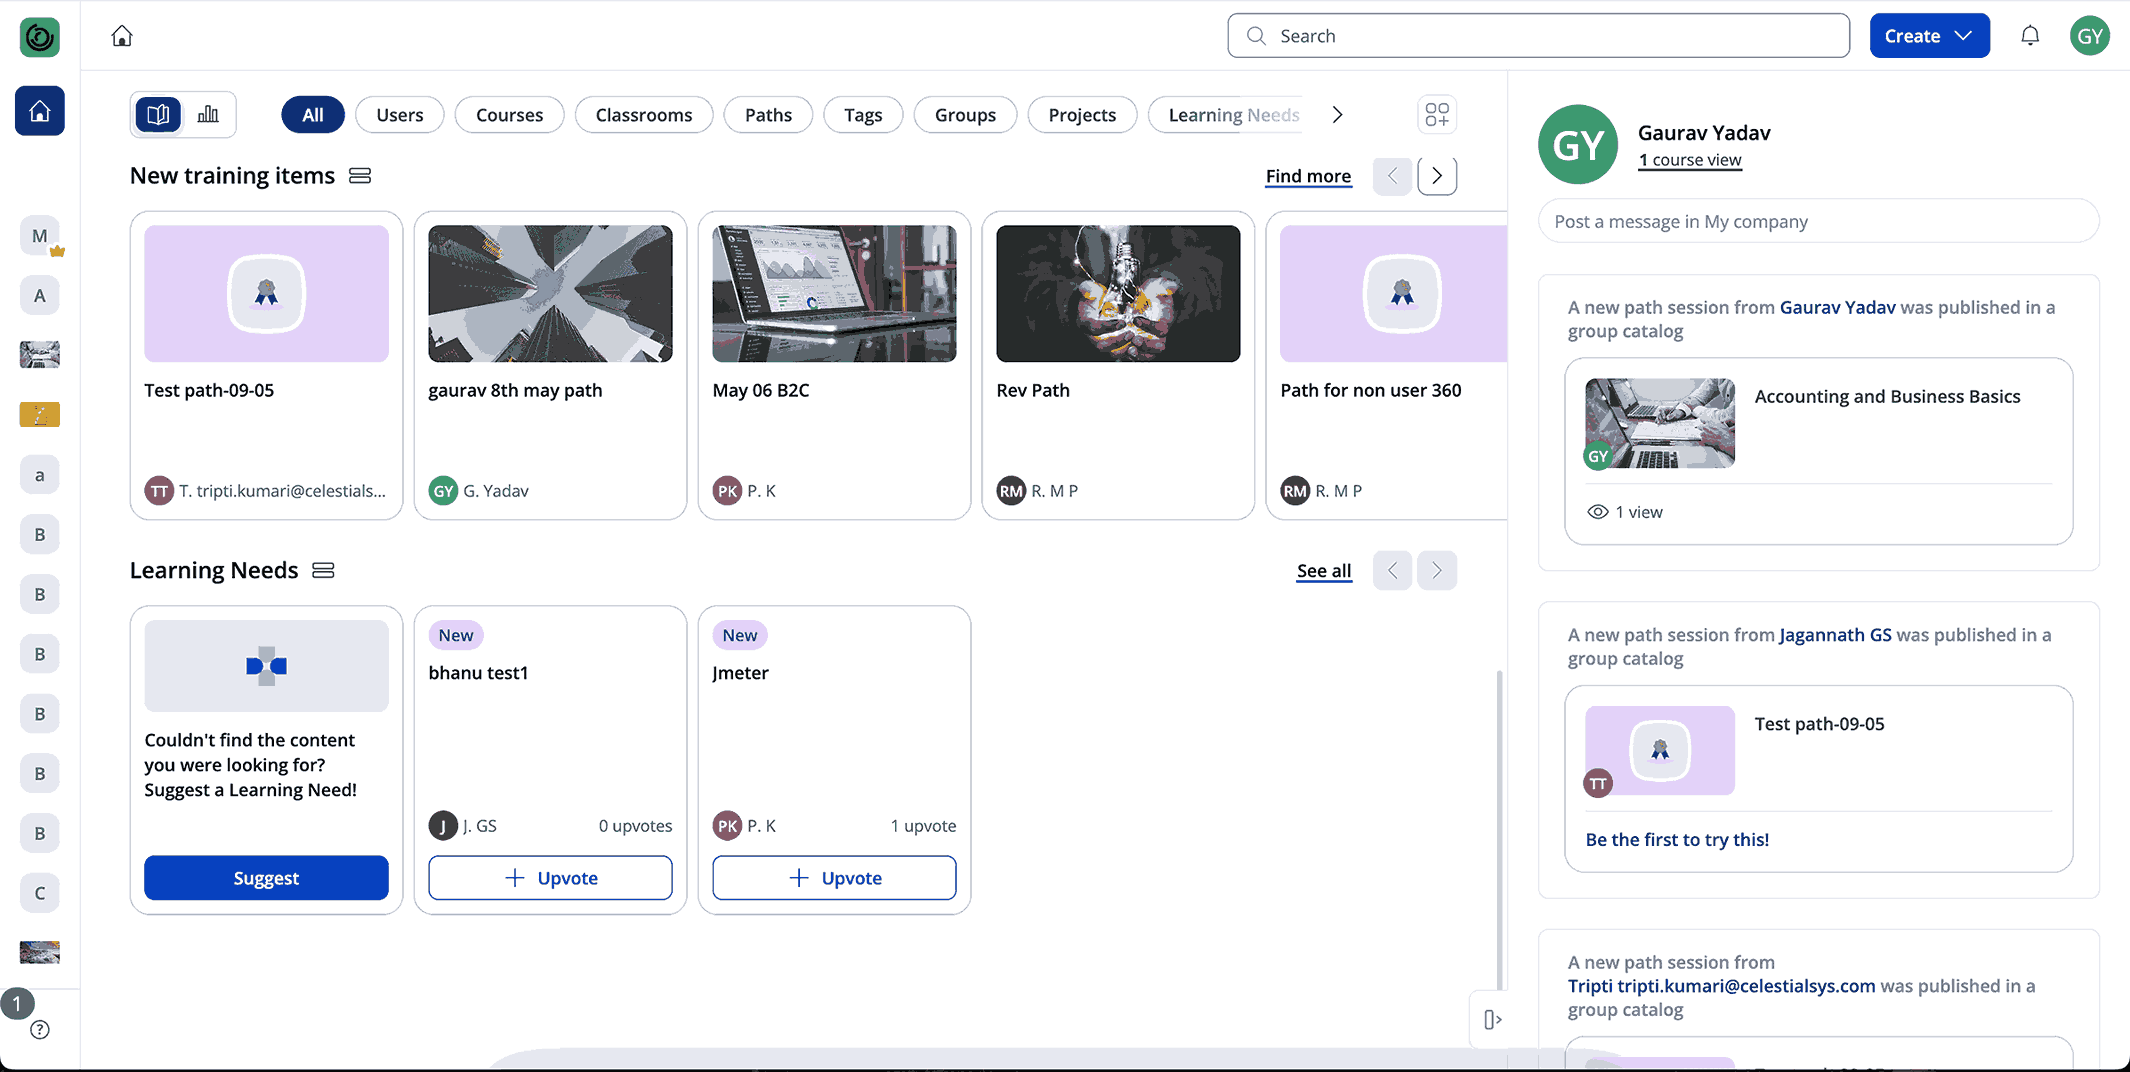 Search
Create
GY
All
Users
Courses
Classrooms
Paths
Tags
Groups
Projects
Learning Needs
New training items
Find more
Test path-09-05
TT T. tripti.kumari@celestials...
gaurav 8th may path
GY G. Yadav
May 06 B2C
PK P. K
Rev Path
RM R. M P
Path for non user 360
RM R. M P
Learning Needs
See all
Couldn't find the content
you were looking for?
Suggest a Learning Need!
Suggest
New
bhanu test1
J J. GS
0 upvotes
Upvote
New
Jmeter
PK P. K
1 upvote
Upvote
M
A
a
B
B
B
B
B
B
C
1
?
GY
Gaurav Yadav
1 course view
Post a message in My company
A new path session from Gaurav Yadav was published in a
group catalog
Accounting and Business Basics
GY
1 view
A new path session from Jagannath GS was published in a
group catalog
Test path-09-05
TT
Be the first to try this!
A new path session from
Tripti tripti.kumari@celestialsys.com was published in a
group catalog